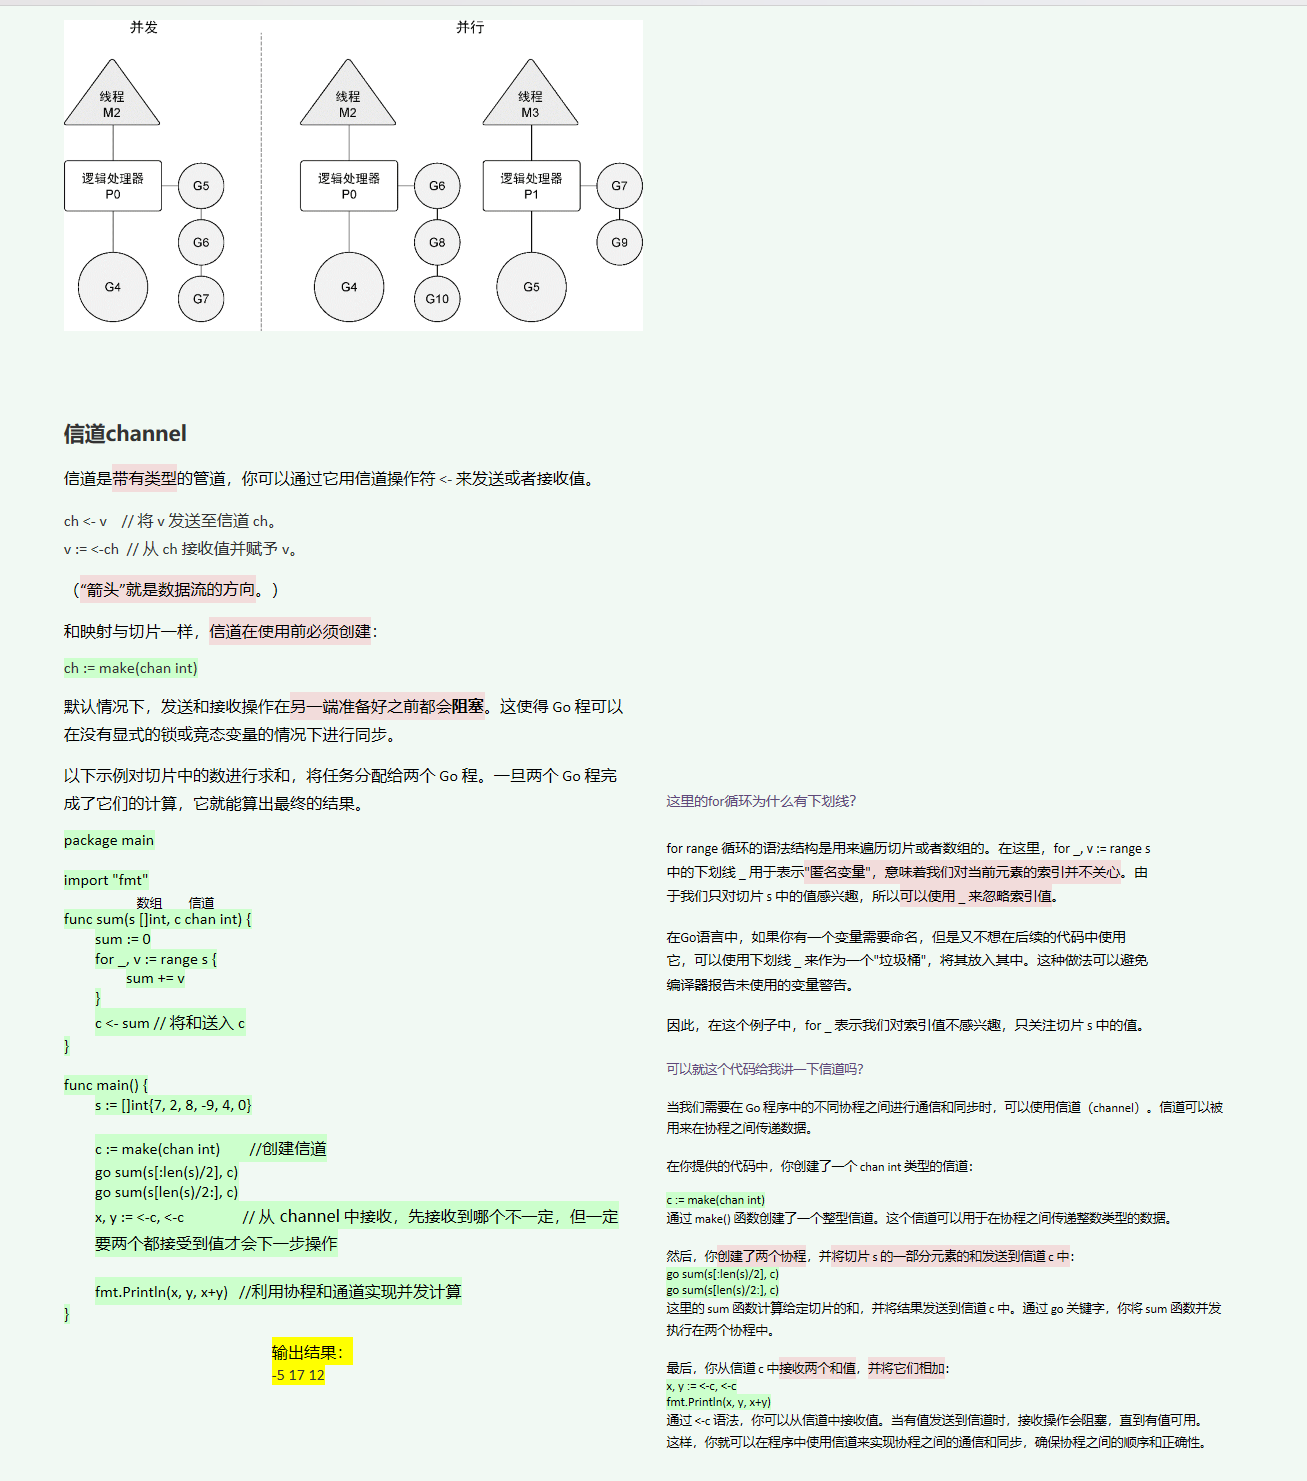 并发
并行
线程
M2
线程
M2
线程
M3
逻辑处理器
P0
G5
逻辑处理器
P0
G6
逻辑处理器
P1
G7
G6
G8
G9
G4
G7
G4
G10
G5
信道channel
信道是带有类型的管道，你可以通过它用信道操作符 <- 来发送或者接收值。
ch <- v    // 将 v 发送至信道 ch。
v := <-ch  // 从 ch 接收值并赋予 v。
（“箭头”就是数据流的方向。）
和映射与切片一样，信道在使用前必须创建：
ch := make(chan int)
默认情况下，发送和接收操作在另一端准备好之前都会阻塞。这使得 Go 程可以
在没有显式的锁或竞态变量的情况下进行同步。
以下示例对切片中的数进行求和，将任务分配给两个 Go 程。一旦两个 Go 程完
成了它们的计算，它就能算出最终的结果。
package main
import "fmt"
数组 信道
func sum(s []int, c chan int) {
sum := 0
for _, v := range s {
sum += v
}
c <- sum // 将和送入 c
}
func main() {
s := []int{7, 2, 8, -9, 4, 0}
c := make(chan int) //创建信道
go sum(s[:len(s)/2], c)
go sum(s[len(s)/2:], c)
x, y := <-c, <-c // 从 channel 中接收，先接收到哪个不一定，但一定
要两个都接受到值才会下一步操作
fmt.Println(x, y, x+y) //利用协程和通道实现并发计算
}
输出结果：
-5 17 12
这里的for循环为什么有下划线?
for range 循环的语法结构是用来遍历切片或者数组的。在这里，for _, v := range s
中的下划线 _ 用于表示"匿名变量"，意味着我们对当前元素的索引并不关心。由
于我们只对切片 s 中的值感兴趣，所以可以使用 _ 来忽略索引值。
在Go语言中，如果你有一个变量需要命名，但是又不想在后续的代码中使用
它，可以使用下划线 _ 来作为一个"垃圾桶"，将其放入其中。这种做法可以避免
编译器报告未使用的变量警告。
因此，在这个例子中，for _ 表示我们对索引值不感兴趣，只关注切片 s 中的值。
可以就这个代码给我讲一下信道吗?
当我们需要在 Go 程序中的不同协程之间进行通信和同步时，可以使用信道（channel）。信道可以被
用来在协程之间传递数据。
在你提供的代码中，你创建了一个 chan int 类型的信道：
c := make(chan int)
通过 make() 函数创建了一个整型信道。这个信道可以用于在协程之间传递整数类型的数据。
然后，你创建了两个协程，并将切片 s 的一部分元素的和发送到信道 c 中：
go sum(s[:len(s)/2], c)
go sum(s[len(s)/2:], c)
这里的 sum 函数计算给定切片的和，并将结果发送到信道 c 中。通过 go 关键字，你将 sum 函数并发
执行在两个协程中。
最后，你从信道 c 中接收两个和值，并将它们相加：
x, y := <-c, <-c
fmt.Println(x, y, x+y)
通过 <-c 语法，你可以从信道中接收值。当有值发送到信道时，接收操作会阻塞，直到有值可用。
这样，你就可以在程序中使用信道来实现协程之间的通信和同步，确保协程之间的顺序和正确性。